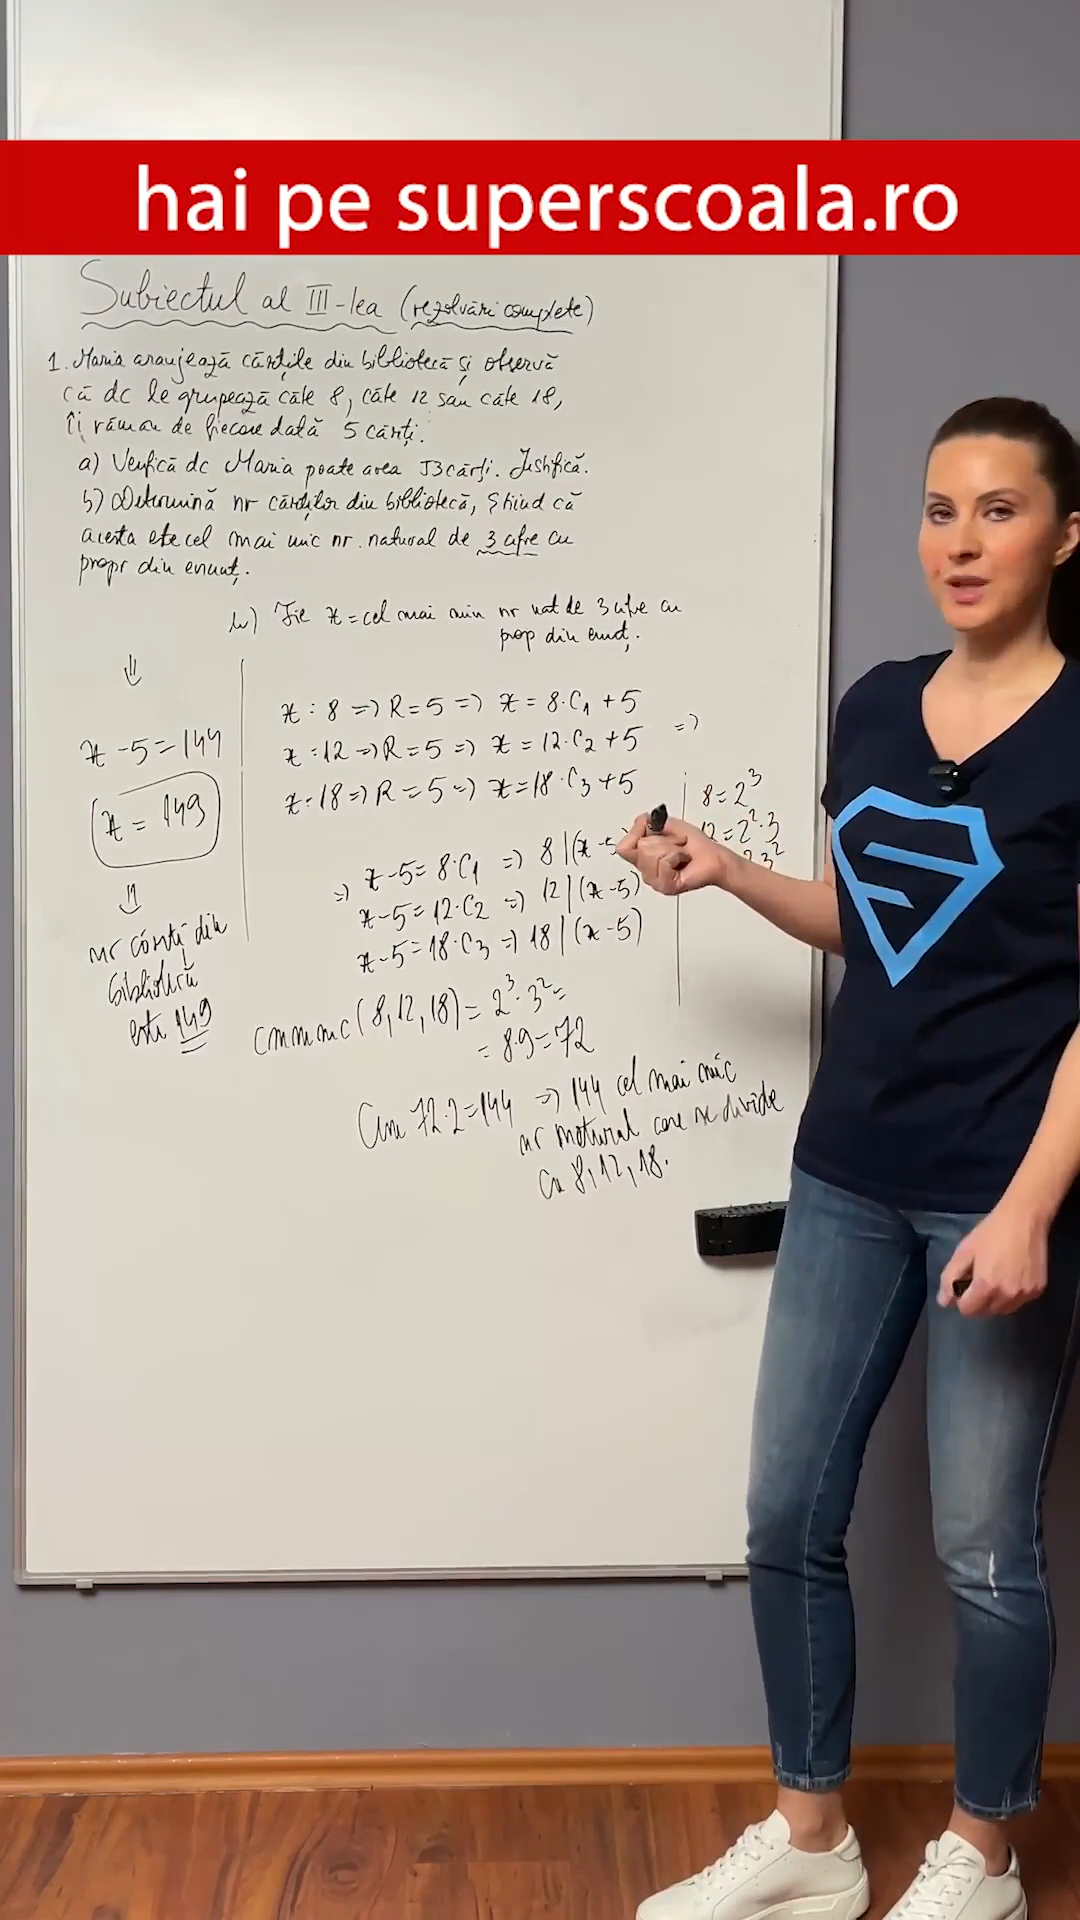 hai pe superscoala.ro
Subiectul al III-lea (rezolvări complete)
1. Maria aranjează cărțile din bibliotecă și observă
că dc le grupează câte 8, câte 12 sau câte 18,
îi rămân de fiecare dată 5 cărți.
a) Verifică dc Maria poate avea 53 cărți. Justifică.
b) Determină nr cărților din bibliotecă, știind că
acesta este cel mai mic nr. natural de 3 cifre cu
propr din enunț.
b) Fie x = cel mai mic nr nat de 3 cifre cu
prop din enunț.
x : 8 => R = 5 => x = 8·C₁ + 5
x : 12 => R = 5 => x = 12·C₂ + 5 =>
x : 18 => R = 5 => x = 18·C₃ + 5
=> x - 5 = 8·C₁ => 8 | (x - 5)
x - 5 = 12·C₂ => 12 | (x - 5)
x - 5 = 18·C₃ => 18 | (x - 5)
8 = 2³
12 = 2²·3
3²
cmmmc (8, 12, 18) = 2³·3² =
= 8·9 = 72
Cum 72·2 = 144 => 144 cel mai mic
nr natural care se divide
cu 8, 12, 18.
⇓
x - 5 = 144
x = 149
⇓
nr cărți din
bibliotecă
este 149